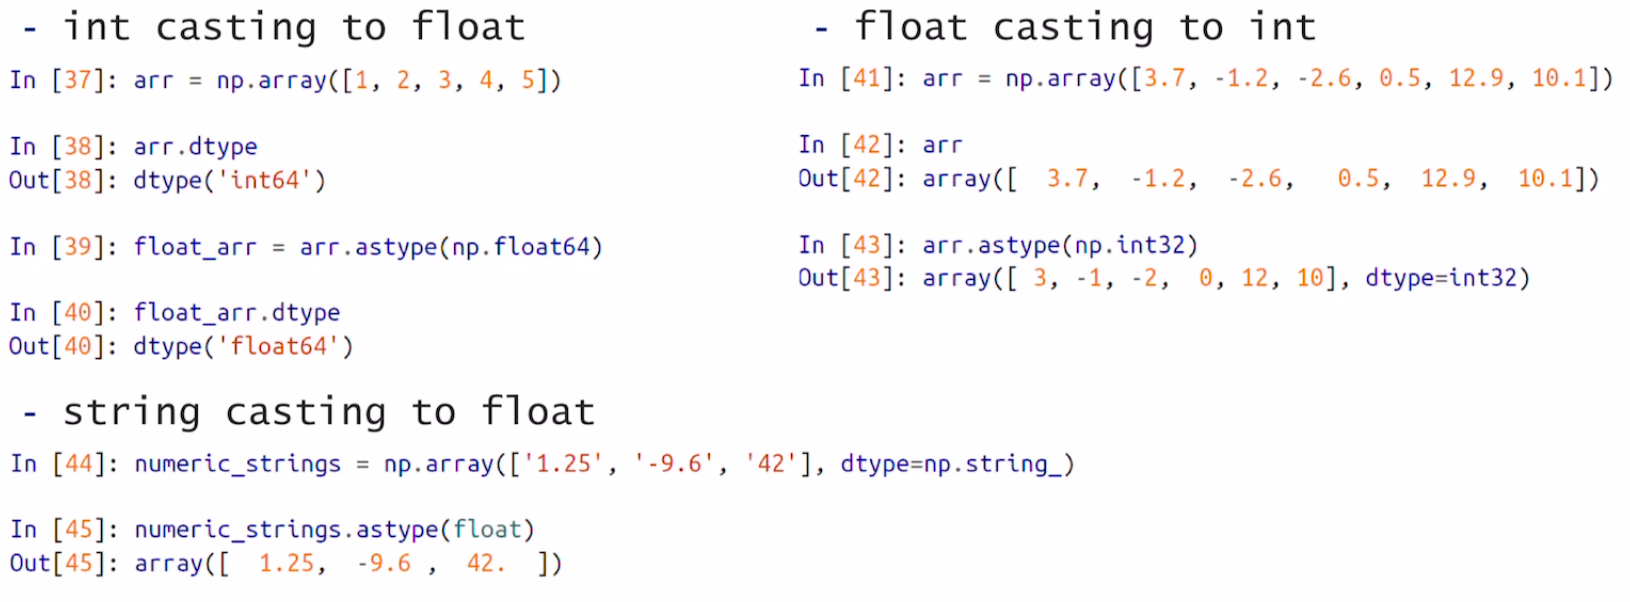 - int casting to float
In [37]: arr = np.array([1, 2, 3, 4, 5])
In [38]: arr.dtype
Out[38]: dtype('int64')
In [39]: float_arr = arr.astype(np.float64)
In [40]: float_arr.dtype
Out[40]: dtype('float64')
- float casting to int
In [41]: arr = np.array([3.7, -1.2, -2.6, 0.5, 12.9, 10.1])
In [42]: arr
Out[42]: array([  3.7,  -1.2,  -2.6,   0.5,  12.9,  10.1])
In [43]: arr.astype(np.int32)
Out[43]: array([ 3, -1, -2,  0, 12, 10], dtype=int32)
- string casting to float
In [44]: numeric_strings = np.array(['1.25', '-9.6', '42'], dtype=np.string_)
In [45]: numeric_strings.astype(float)
Out[45]: array([  1.25,  -9.6 ,  42.  ])